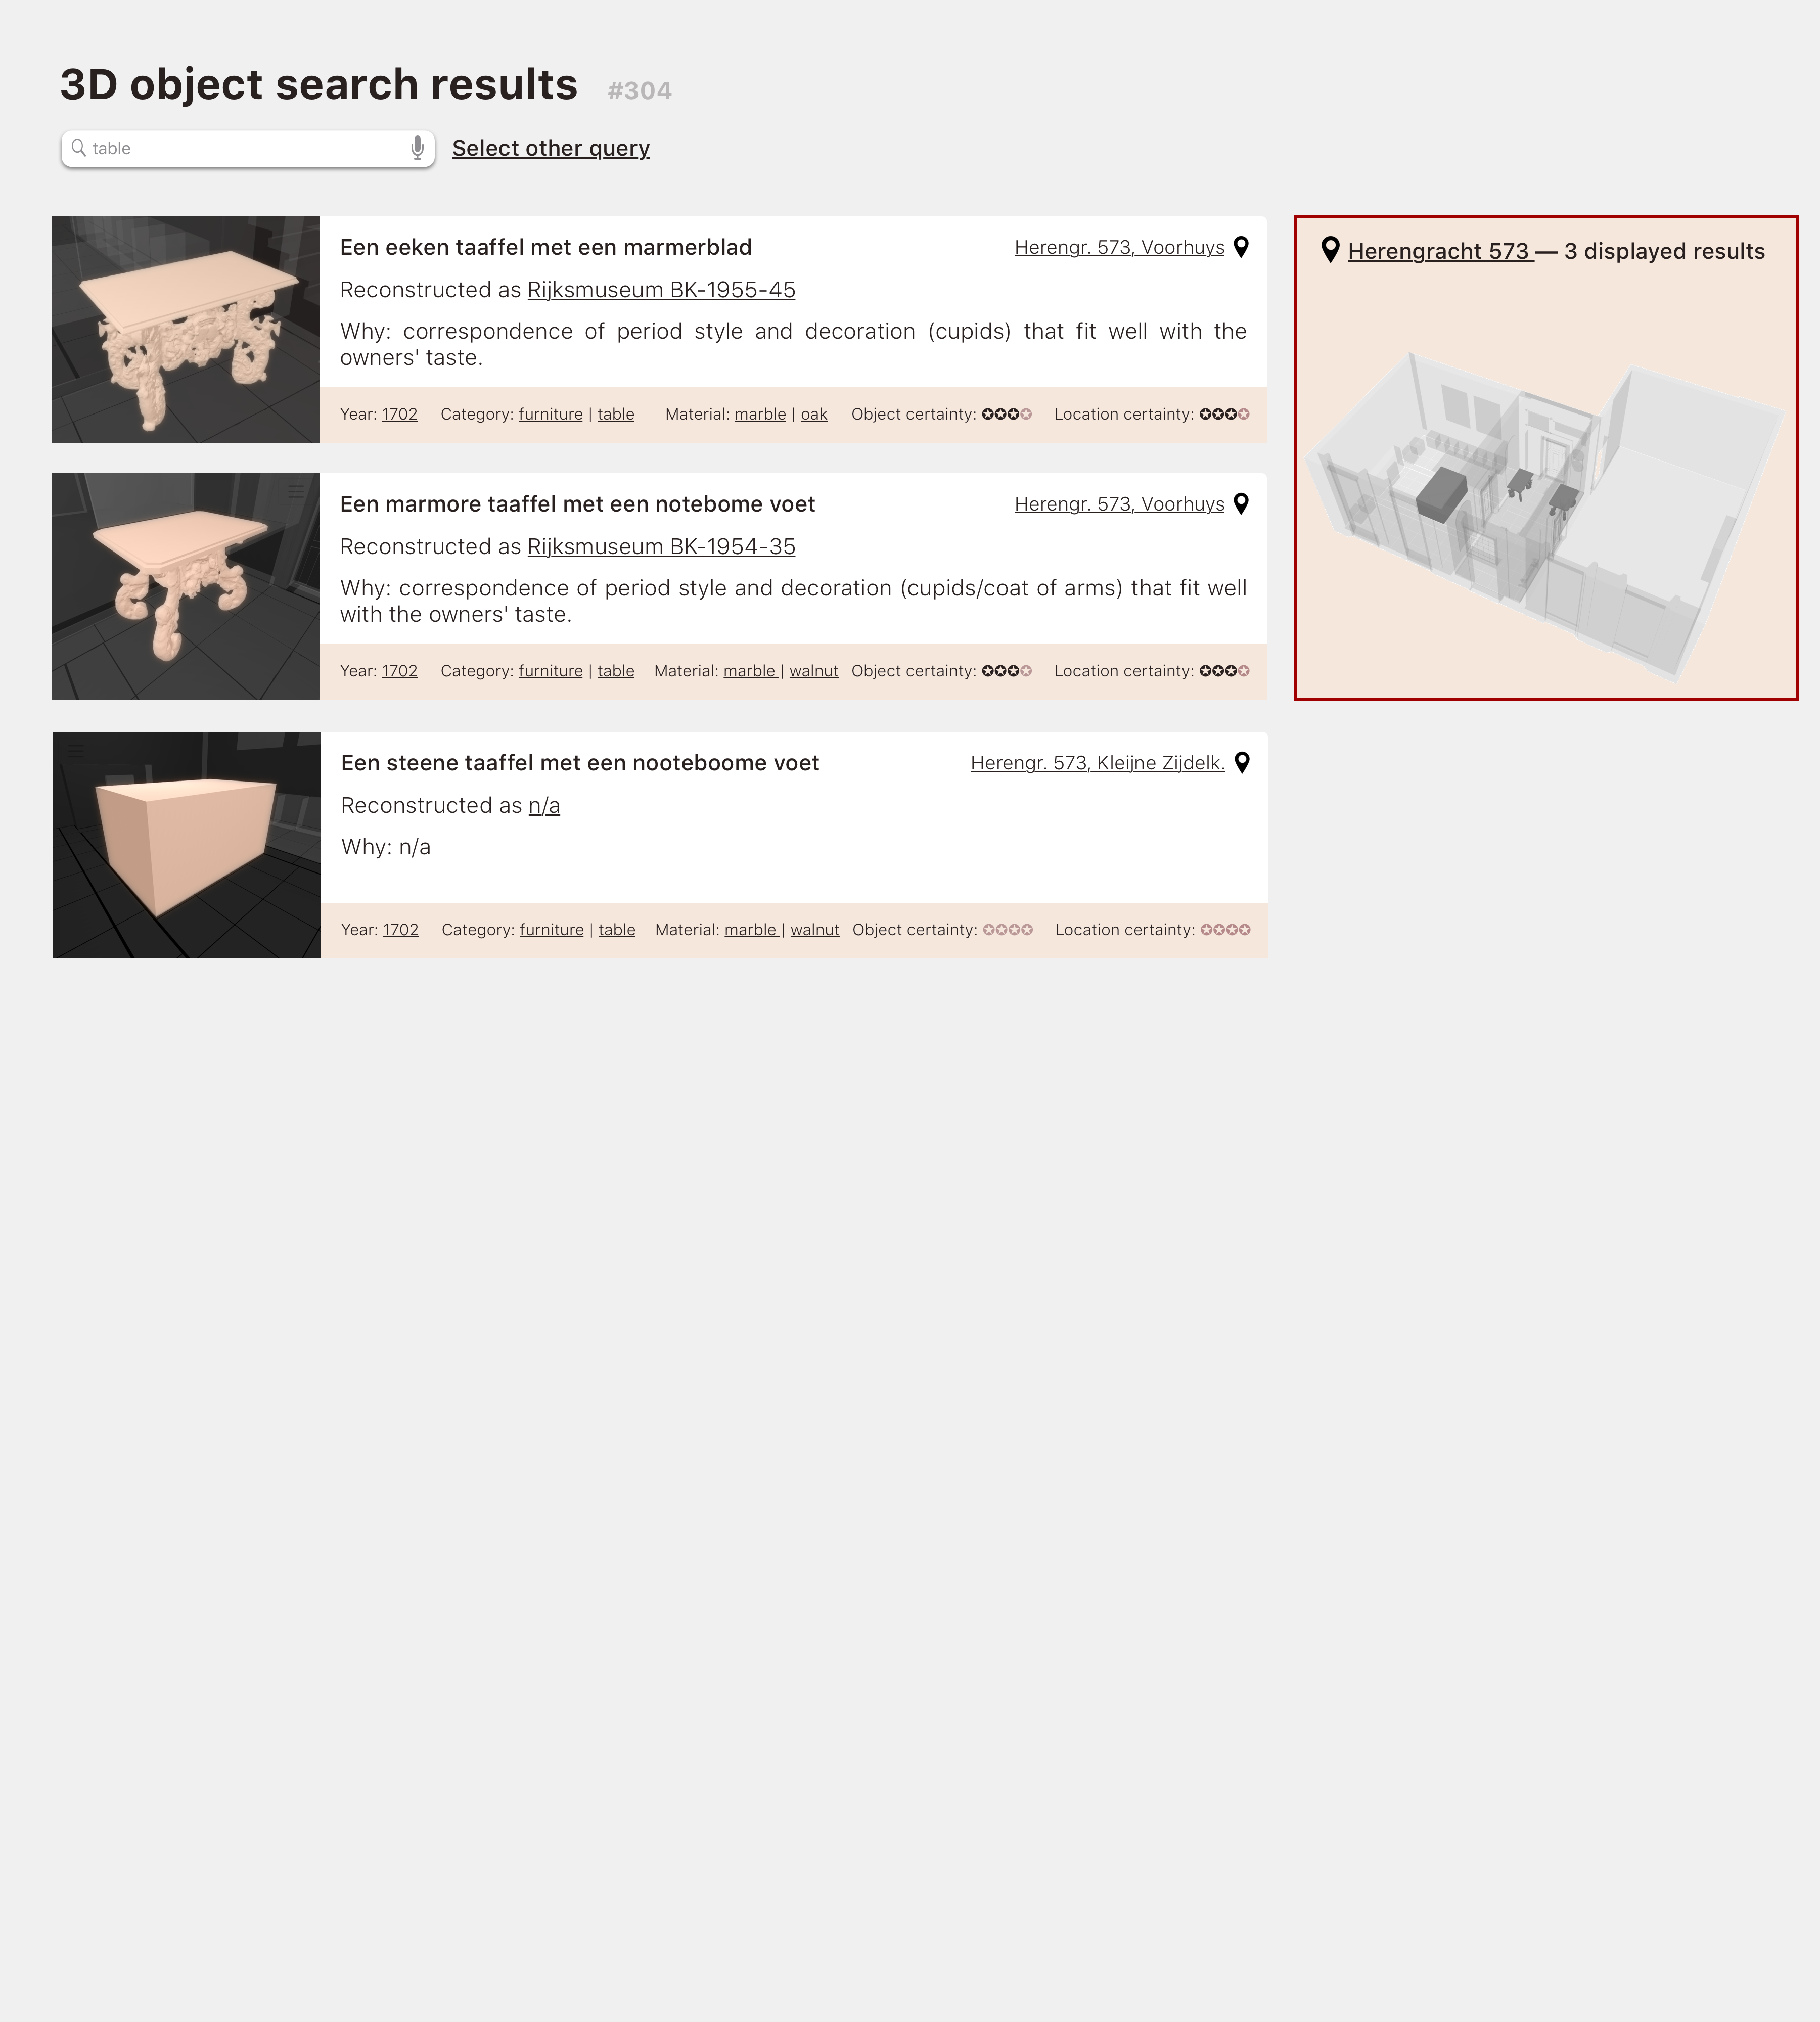 3D object search results #304
table
Select other query
Een eeken taaffel met een marmerblad
Herengr. 573, Voorhuys
Reconstructed as Rijksmuseum BK-1955-45
Why: correspondence of period style and decoration (cupids) that fit well with the
owners' taste.
Year: 1702 Category: furniture | table Material: marble | oak Object certainty: ✪✪✪✪ Location certainty: ✪✪✪✪
Een marmore taaffel met een notebome voet
Herengr. 573, Voorhuys
Reconstructed as Rijksmuseum BK-1954-35
Why: correspondence of period style and decoration (cupids/coat of arms) that fit well
with the owners' taste.
Year: 1702 Category: furniture | table Material: marble | walnut Object certainty: ✪✪✪✪ Location certainty: ✪✪✪✪
Een steene taaffel met een nooteboome voet
Herengr. 573, Kleijne Zijdelk.
Reconstructed as n/a
Why: n/a
Year: 1702 Category: furniture | table Material: marble | walnut Object certainty: ✪✪✪✪ Location certainty: ✪✪✪✪
Herengracht 573 — 3 displayed results